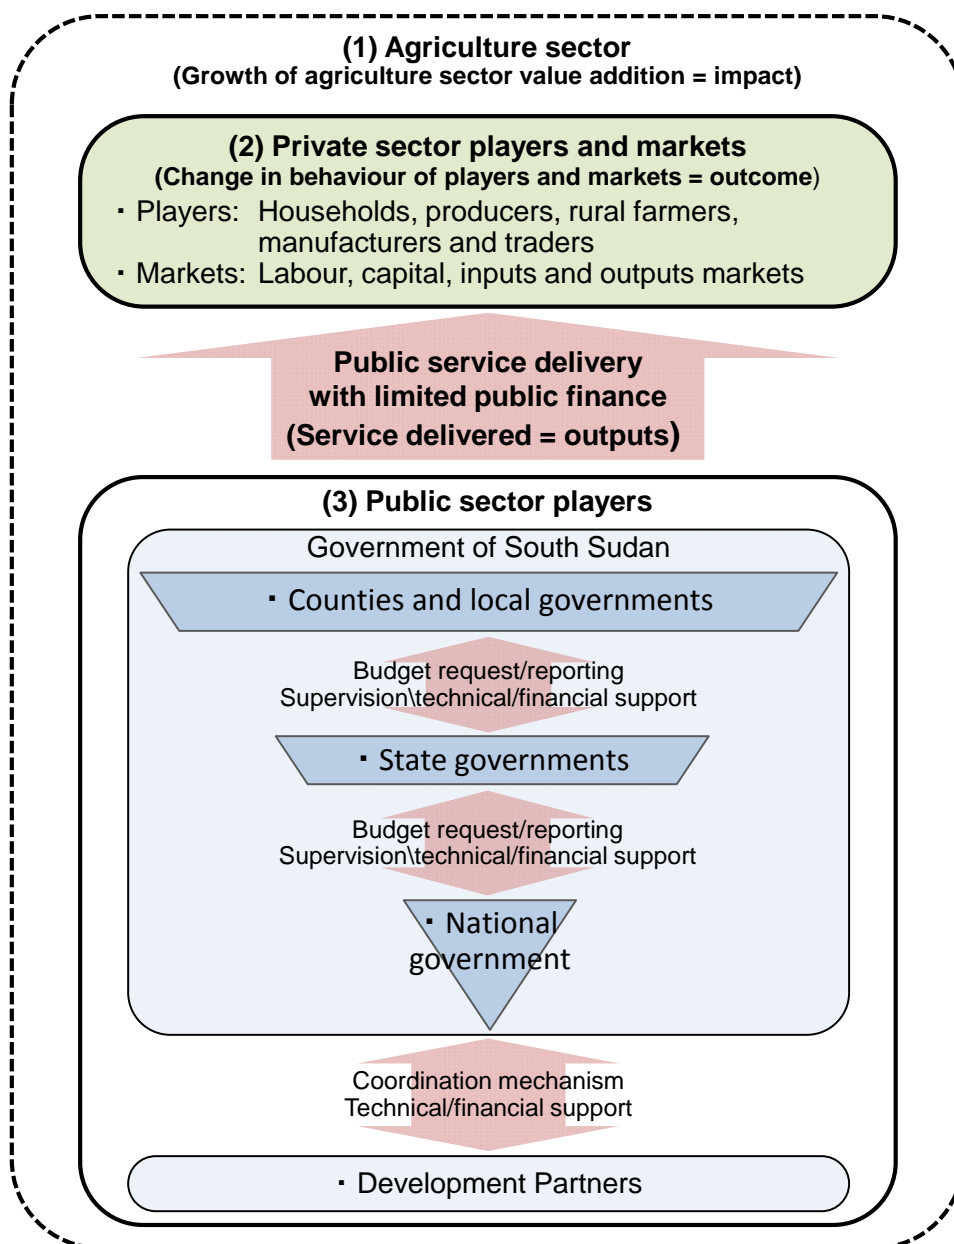 (1) Agriculture sector
(Growth of agriculture sector value addition = impact)
(2) Private sector players and markets
(Change in behaviour of players and markets = outcome)
・Players: Households, producers, rural farmers,
manufacturers and traders
・Markets: Labour, capital, inputs and outputs markets
Public service delivery
with limited public finance
(Service delivered = outputs)
(3) Public sector players
Government of South Sudan
・Counties and local governments
Budget request/reporting
Supervision\technical/financial support
・State governments
Budget request/reporting
Supervision\technical/financial support
・National
government
Coordination mechanism
Technical/financial support
・Development Partners